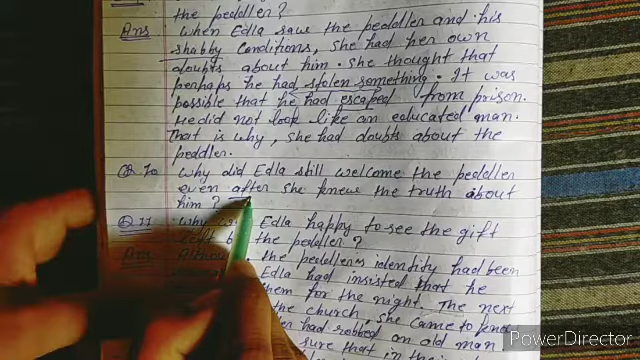 the peddler?
Ans When Edla saw the peddler and his
shabby conditions, she had her own
doubts about him. She thought that
perhaps he had stolen something. It was
possible that he had escaped from prison.
He did not look like an educated man.
That is why, she had doubts about the
peddler.
Q 10 Why did Edla still welcome the peddler
even after she knew the truth about
him?
Q 11 Why Edla happy to see the gift
left the peddler?
Ans the peddler's idendity had been
Edla had insisted that he
them for the night. The next
the church, she came to know
had robbed an old man
sure that in
PowerDirector